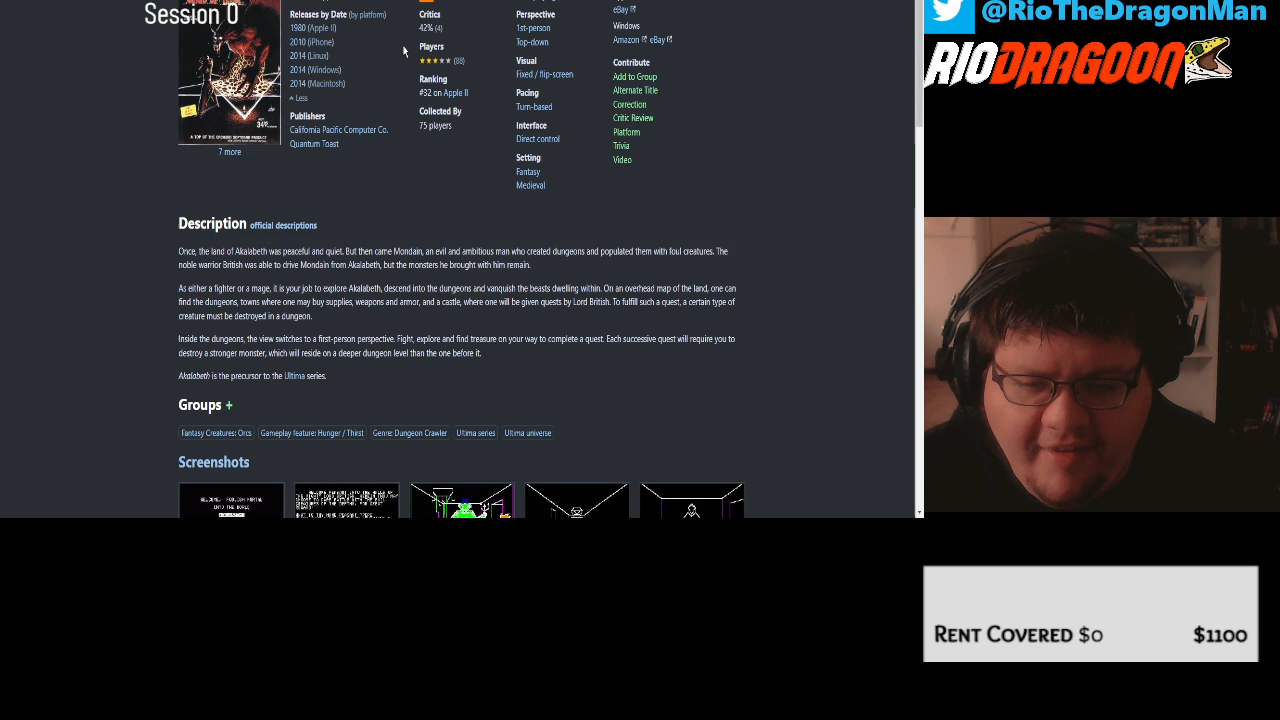 Session 0
Releases by Date (by platform)
1980 (Apple II)
2010 (iPhone)
2014 (Linux)
2014 (Windows)
2014 (Macintosh)
Less
Publishers
California Pacific Computer Co.
Quantum Toast
7 more
Critics
42% (4)
Players
(88)
Ranking
#32 on Apple II
Collected By
75 players
Perspective
1st-person
Top-down
Visual
Fixed / flip-screen
Pacing
Turn-based
Interface
Direct control
Setting
Fantasy
Medieval
eBay
Windows
Amazon eBay
Contribute
Add to Group
Alternate Title
Correction
Critic Review
Platform
Trivia
Video
Description official descriptions
Once, the land of Akalabeth was peaceful and quiet. But then came Mondain, an evil and ambitious man who created dungeons and populated them with foul creatures. The
noble warrior British was able to drive Mondain from Akalabeth, but the monsters he brought with him remain.
As either a fighter or a mage, it is your job to explore Akalabeth, descend into the dungeons and vanquish the beasts dwelling within. On an overhead map of the land, one can
find the dungeons, towns where one may buy supplies, weapons and armor, and a castle, where one will be given quests by Lord British. To fulfill such a quest, a certain type of
creature must be destroyed in a dungeon.
Inside the dungeons, the view switches to a first-person perspective. Fight, explore and find treasure on your way to complete a quest. Each successive quest will require you to
destroy a stronger monster, which will reside on a deeper dungeon level than the one before it.
Akalabeth is the precursor to the Ultima series.
Groups +
Fantasy Creatures: Orcs
Gameplay feature: Hunger / Thirst
Genre: Dungeon Crawler
Ultima series
Ultima universe
Screenshots
WELCOME, FOOLISH MORTAL
INTO THE WORLD
@RioTheDragonMan
RIODRAGOON
RENT COVERED $0
$1100